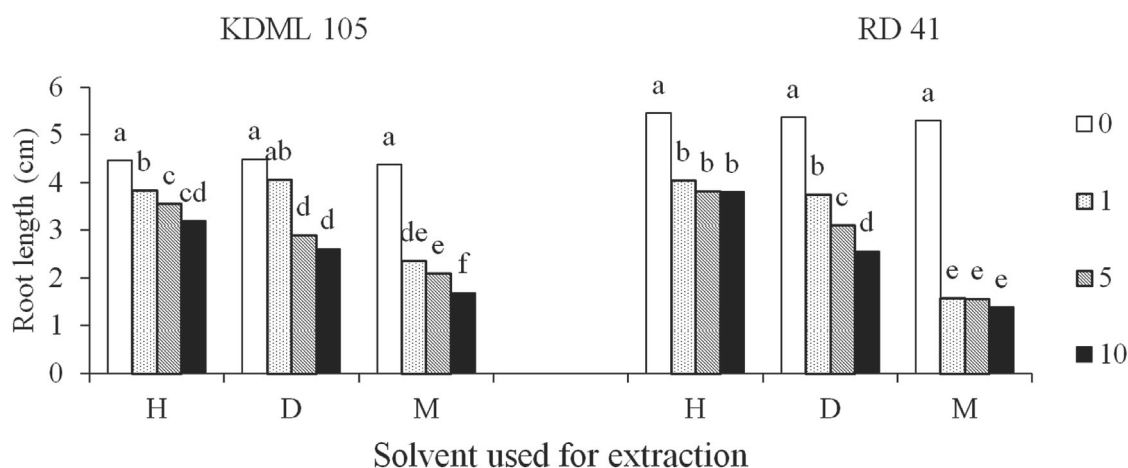 KDML 105 RD 41
Root length (cm)
6
5
4
3
2
1
0
a b c cd a ab d d a de e f a b b b a b c d a e e e
H D M H D M
Solvent used for extraction
0
1
5
10